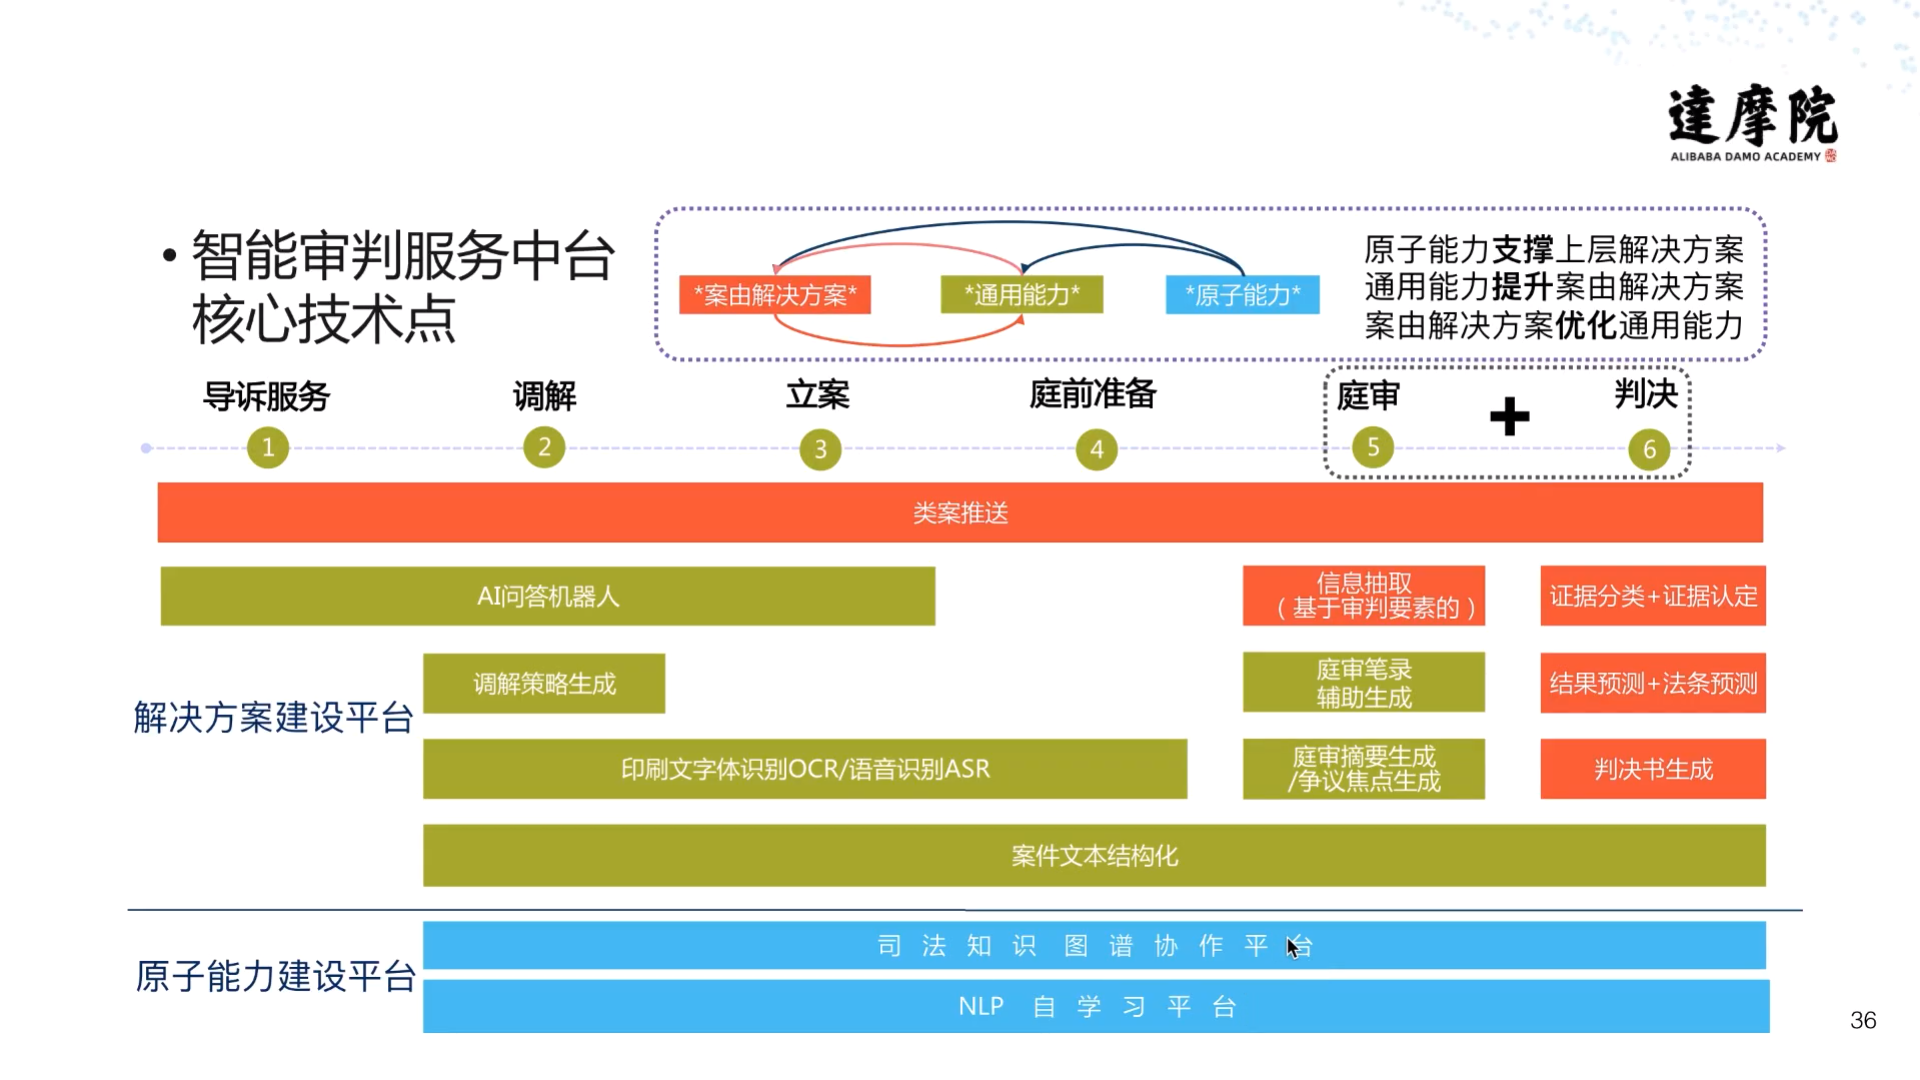 達摩院
ALIBABA DAMO ACADEMY
• 智能审判服务中台
核心技术点
*案由解决方案*
*通用能力*
*原子能力*
原子能力支撑上层解决方案
通用能力提升案由解决方案
案由解决方案优化通用能力
导诉服务
调解
立案
庭前准备
庭审
+
判决
1
2
3
4
5
6
类案推送
AI问答机器人
信息抽取
（基于审判要素的）
证据分类+证据认定
调解策略生成
庭审笔录
辅助生成
结果预测+法条预测
解决方案建设平台
印刷文字体识别OCR/语音识别ASR
庭审摘要生成
/争议焦点生成
判决书生成
案件文本结构化
司法知识图谱协作平台
原子能力建设平台
NLP 自学习平台
36